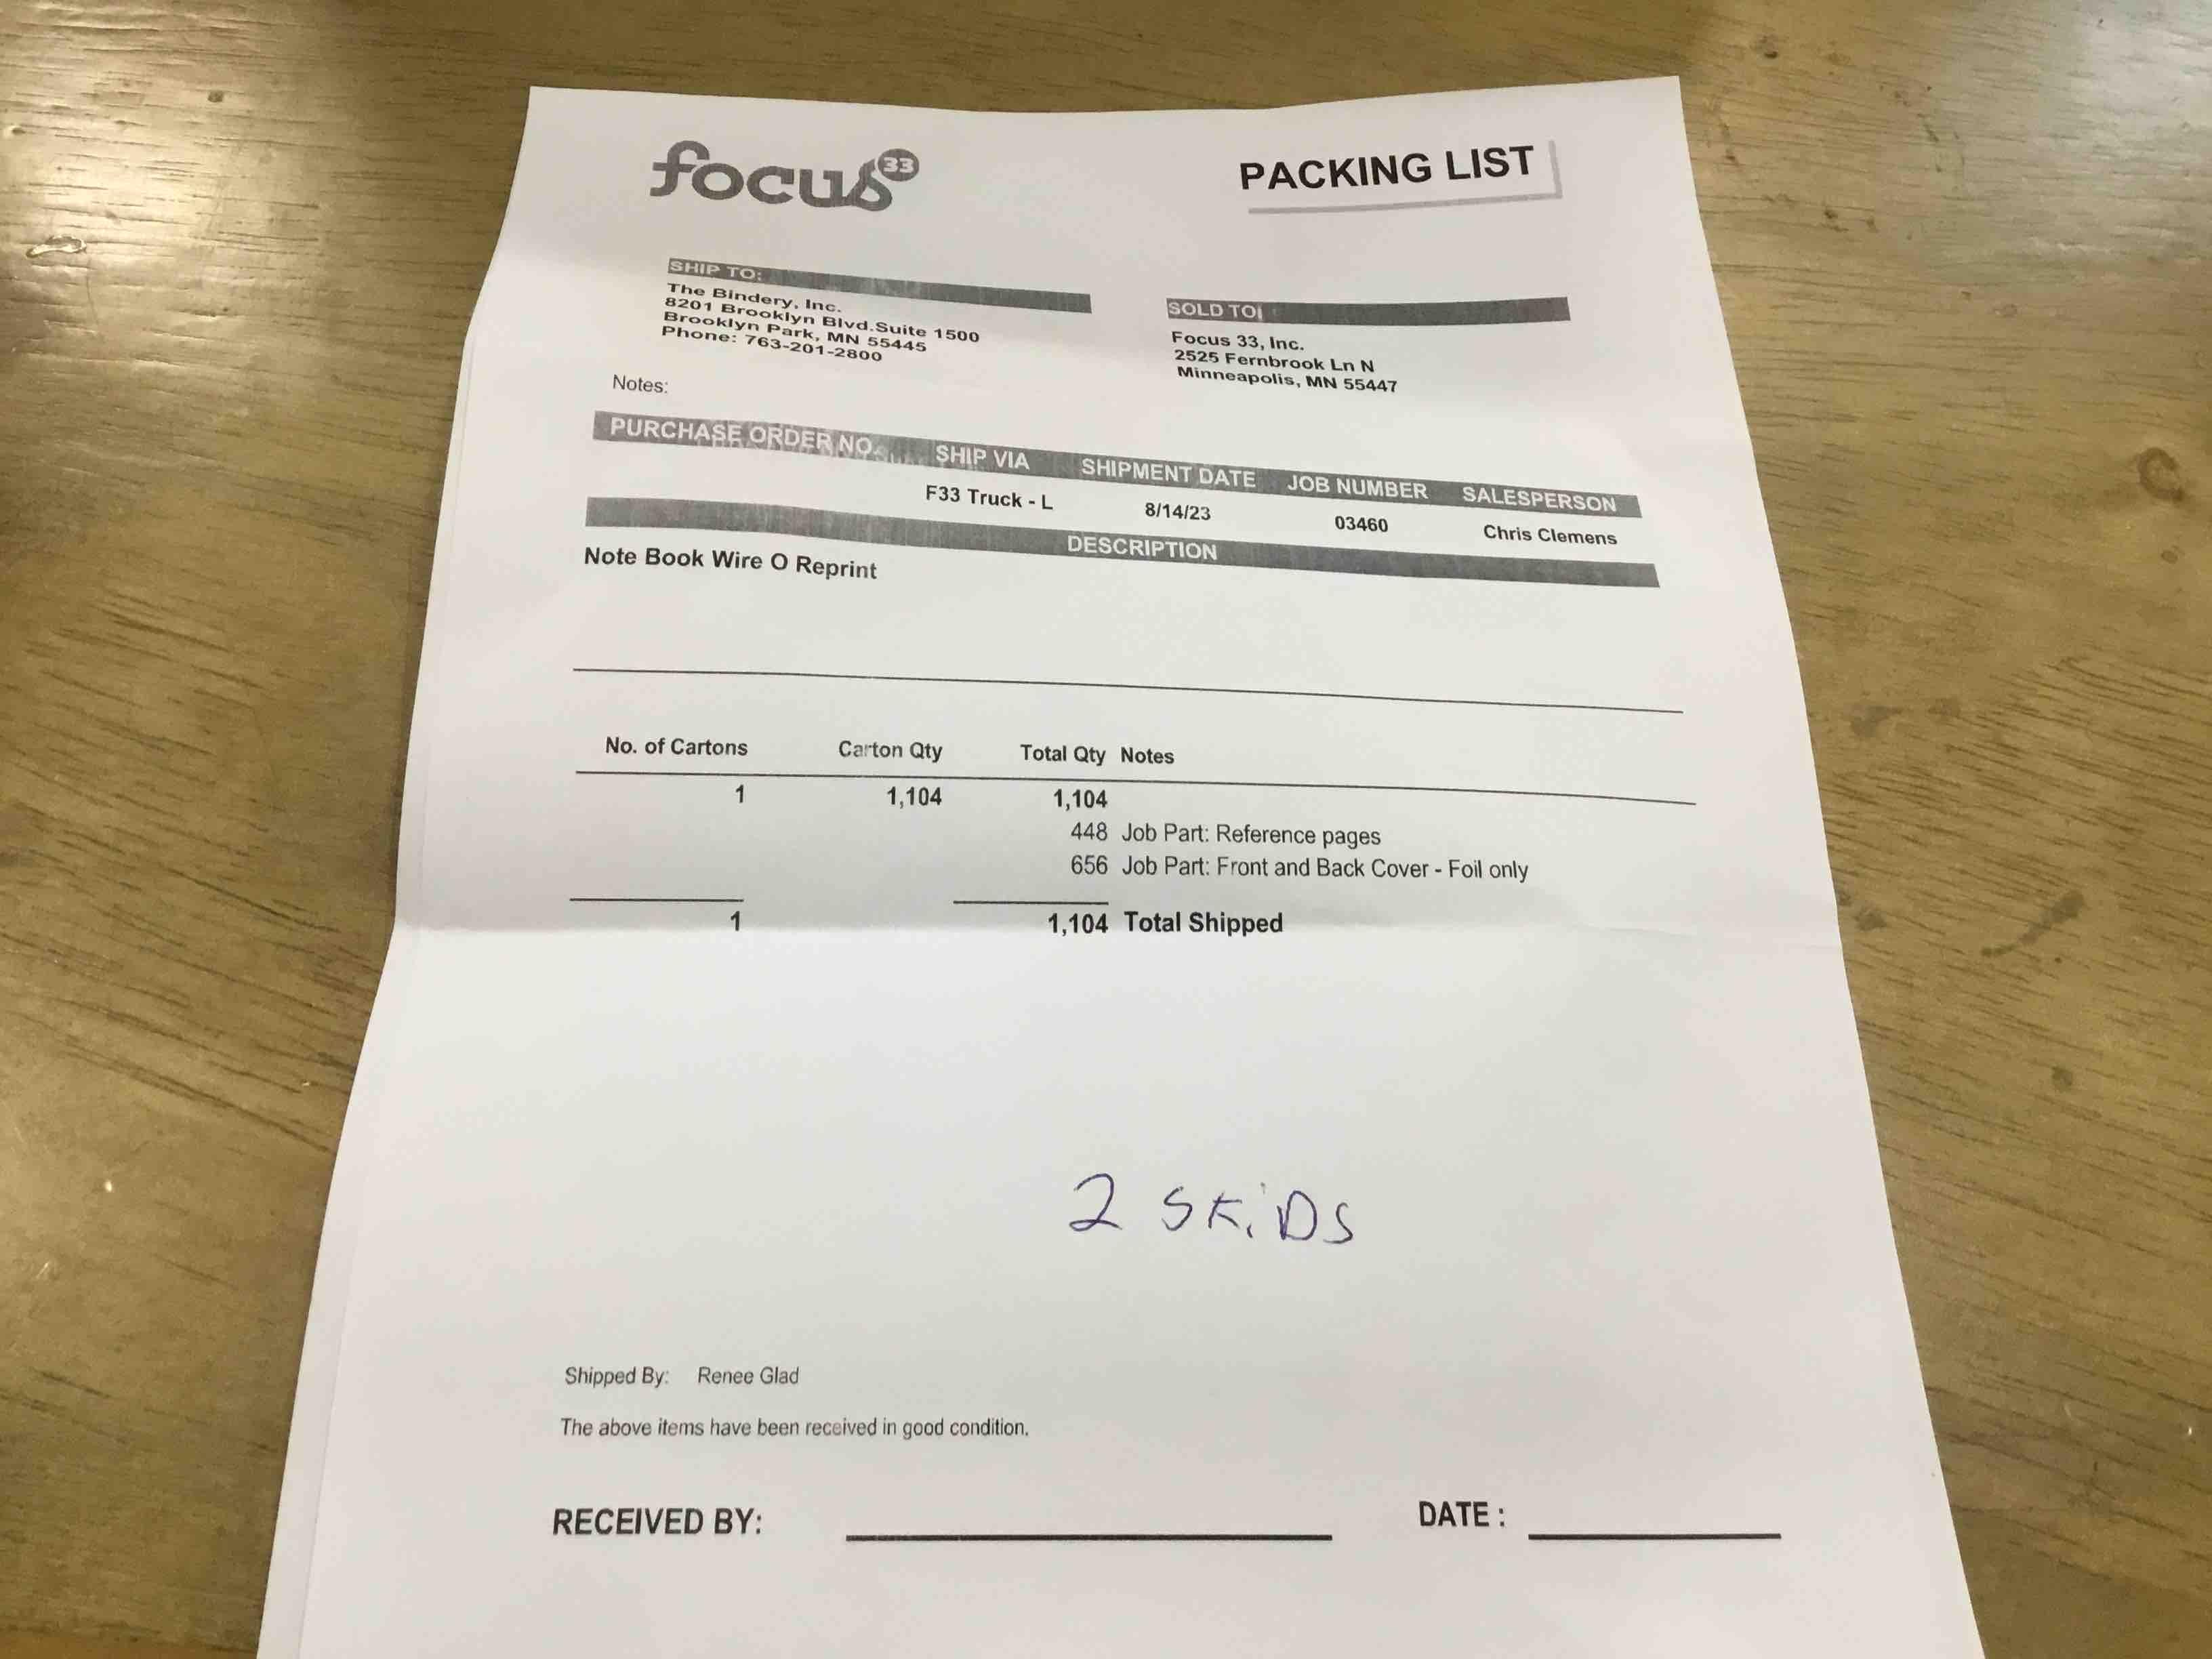 focus 33
PACKING LIST
SHIP TO:
The Bindery, Inc.
8201 Brooklyn Blvd.Suite 1500
Brooklyn Park, MN 55445
Phone: 763-201-2800
SOLD TO
Focus 33, Inc.
2525 Fernbrook Ln N
Minneapolis, MN 55447
Notes:
PURCHASE ORDER NO. SHIP VIA SHIPMENT DATE JOB NUMBER SALESPERSON
F33 Truck - L 8/14/23 03460 Chris Clemens
DESCRIPTION
Note Book Wire O Reprint
No. of Cartons Carton Qty Total Qty Notes
1 1,104 1,104
448 Job Part: Reference pages
656 Job Part: Front and Back Cover - Foil only
1 1,104 Total Shipped
2 SKiDS
Shipped By: Renee Glad
The above items have been received in good condition.
RECEIVED BY: DATE :